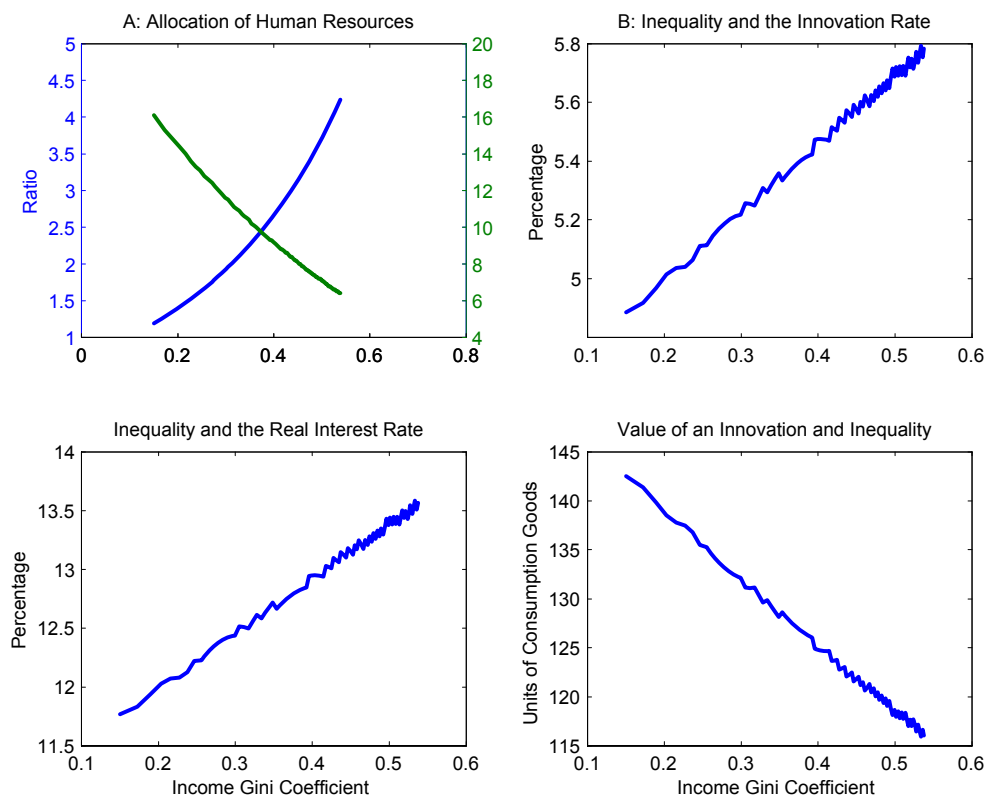 A: Allocation of Human Resources
5
4.5
4
3.5
3
2.5
2
1.5
1
Ratio
20
18
16
14
12
10
8
6
4
0 0.2 0.4 0.6 0.8
B: Inequality and the Innovation Rate
5.8
5.6
5.4
5.2
5
Percentage
0.1 0.2 0.3 0.4 0.5 0.6
Inequality and the Real Interest Rate
14
13.5
13
12.5
12
11.5
Percentage
0.1 0.2 0.3 0.4 0.5 0.6
Income Gini Coefficient
Value of an Innovation and Inequality
145
140
135
130
125
120
115
Units of Consumption Goods
0.1 0.2 0.3 0.4 0.5 0.6
Income Gini Coefficient